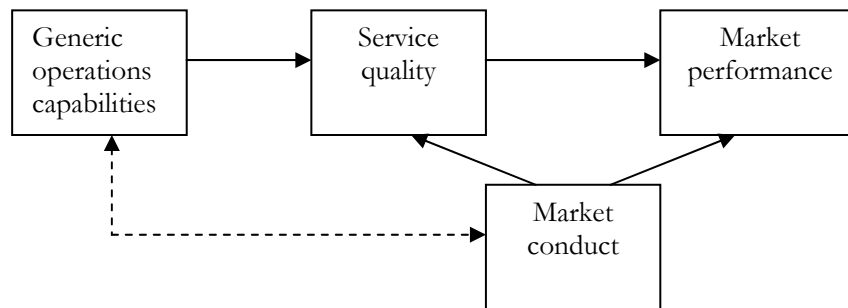 Generic
operations
capabilities
Service
quality
Market
performance
Market
conduct